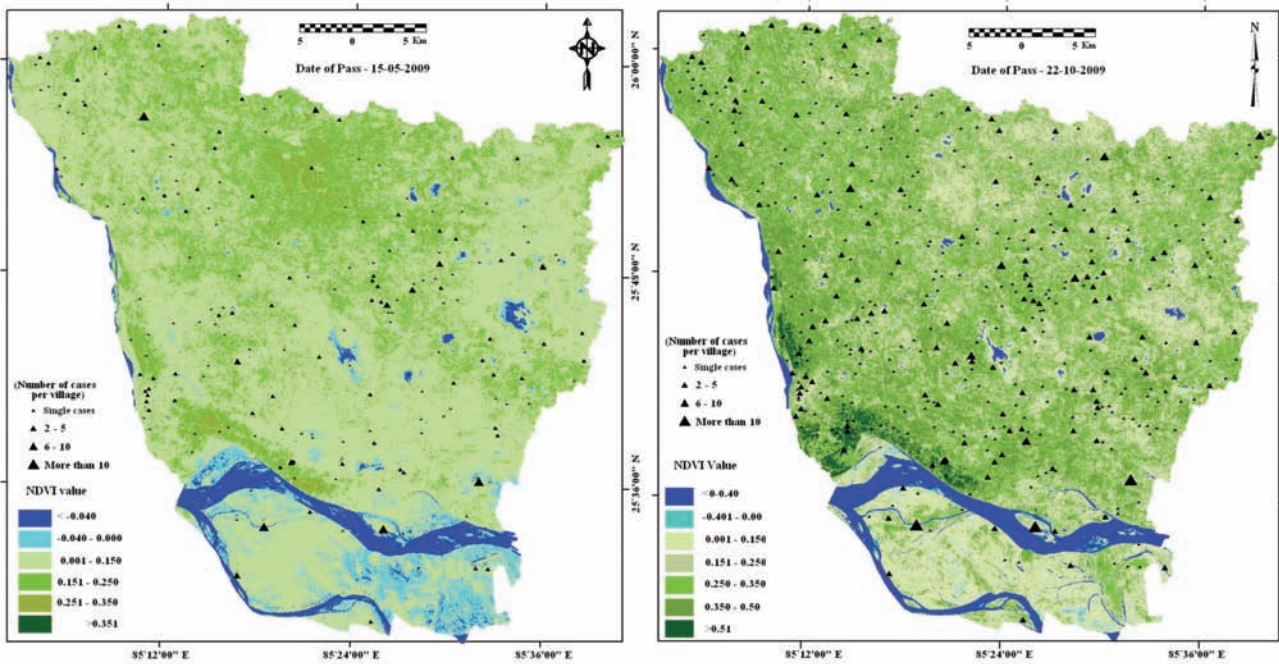 5 0 5 Km
Date of Pass - 15-05-2009
N
26°00'00" N
25°48'00" N
25°36'00" N
(Number of cases
per village)
Single cases
2 - 5
6 - 10
More than 10
NDVI value
< -0.040
-0.040 - 0.000
0.001 - 0.150
0.151 - 0.250
0.251 - 0.350
>0.351
85°12'00" E
85°24'00" E
85°36'00" E
5 0 5 Km
Date of Pass - 22-10-2009
N
(Number of cases
per village)
Single cases
2 - 5
6 - 10
More than 10
NDVI Value
<0-0.40
-0.401 - 0.00
0.001 - 0.150
0.151 - 0.250
0.250 - 0.350
0.350 - 0.50
>0.51
85°12'00" E
85°24'00" E
85°36'00" E